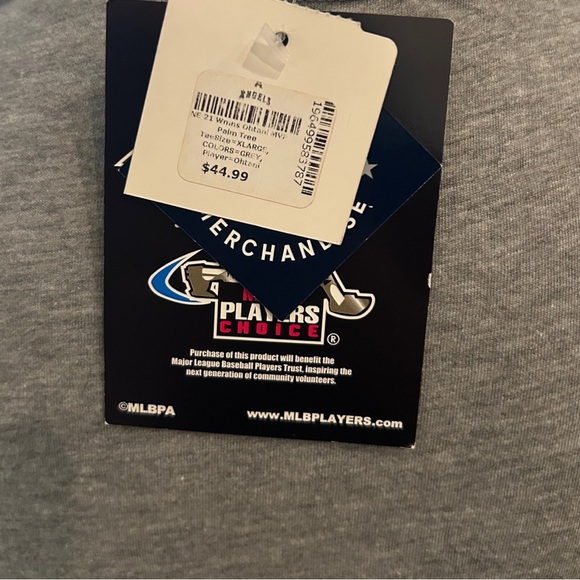 A
ANGELS
NE 21 Wmns Ohtani MVP
Palm Tree
TeeSize=XLARGE,
COLORS=GREY,
Player=Ohtani
$44.99
196499583787
MERCHANDISE
PLAYERS
CHOICE®
Purchase of this product will benefit the
Major League Baseball Players Trust, inspiring the
next generation of community volunteers.
©MLBPA
www.MLBPLAYERS.com